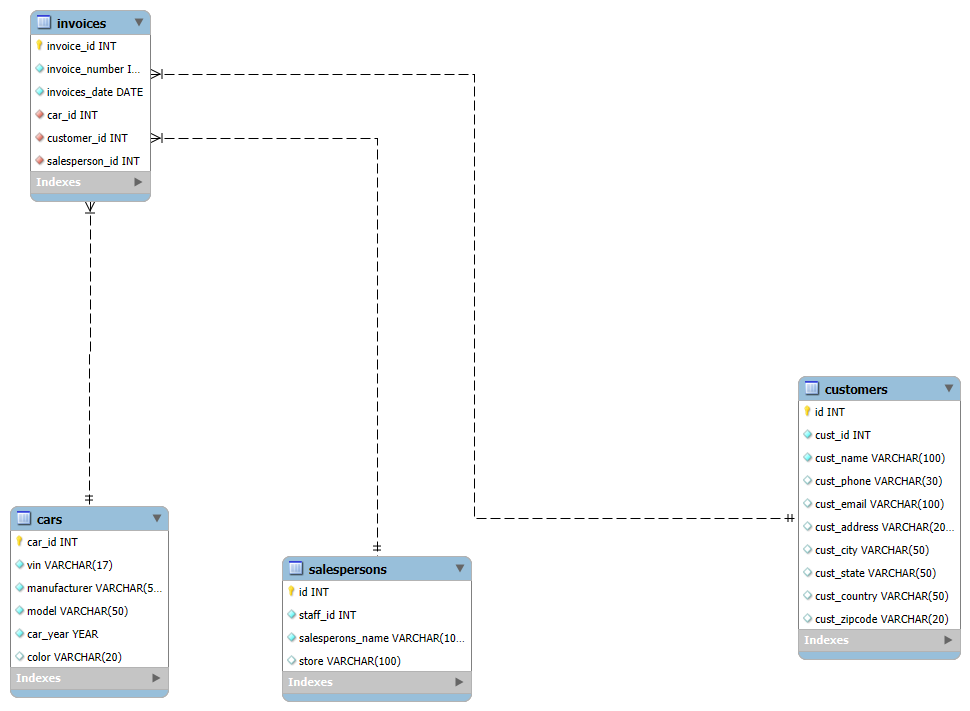 invoices
invoice_id INT
invoice_number I...
invoices_date DATE
car_id INT
customer_id INT
salesperson_id INT
Indexes
customers
id INT
cust_id INT
cust_name VARCHAR(100)
cust_phone VARCHAR(30)
cust_email VARCHAR(100)
cust_address VARCHAR(20...
cust_city VARCHAR(50)
cust_state VARCHAR(50)
cust_country VARCHAR(50)
cust_zipcode VARCHAR(20)
Indexes
cars
car_id INT
vin VARCHAR(17)
manufacturer VARCHAR(5...
model VARCHAR(50)
car_year YEAR
color VARCHAR(20)
Indexes
salespersons
id INT
staff_id INT
salesperons_name VARCHAR(10...
store VARCHAR(100)
Indexes